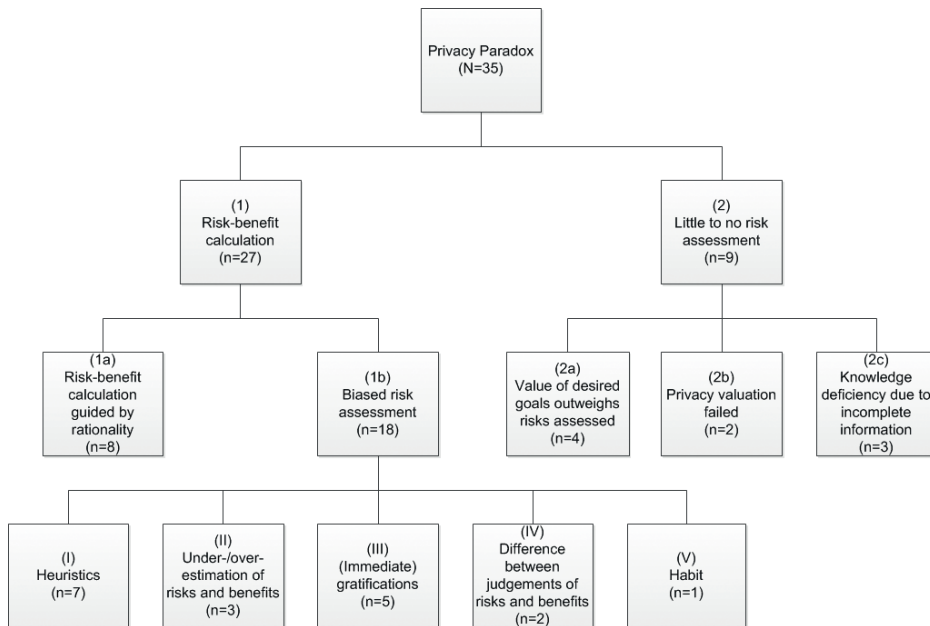 Privacy Paradox
(N=35)
(1)
Risk-benefit
calculation
(n=27)
(2)
Little to no risk
assessment
(n=9)
(1a)
Risk-benefit
calculation
guided by
rationality
(n=8)
(1b)
Biased risk
assessment
(n=18)
(2a)
Value of desired
goals outweighs
risks assessed
(n=4)
(2b)
Privacy valuation
failed
(n=2)
(2c)
Knowledge
deficiency due to
incomplete
information
(n=3)
(I)
Heuristics
(n=7)
(II)
Under-/over-
estimation of
risks and benefits
(n=3)
(III)
(Immediate)
gratifications
(n=5)
(IV)
Difference
between
judgements of
risks and benefits
(n=2)
(V)
Habit
(n=1)